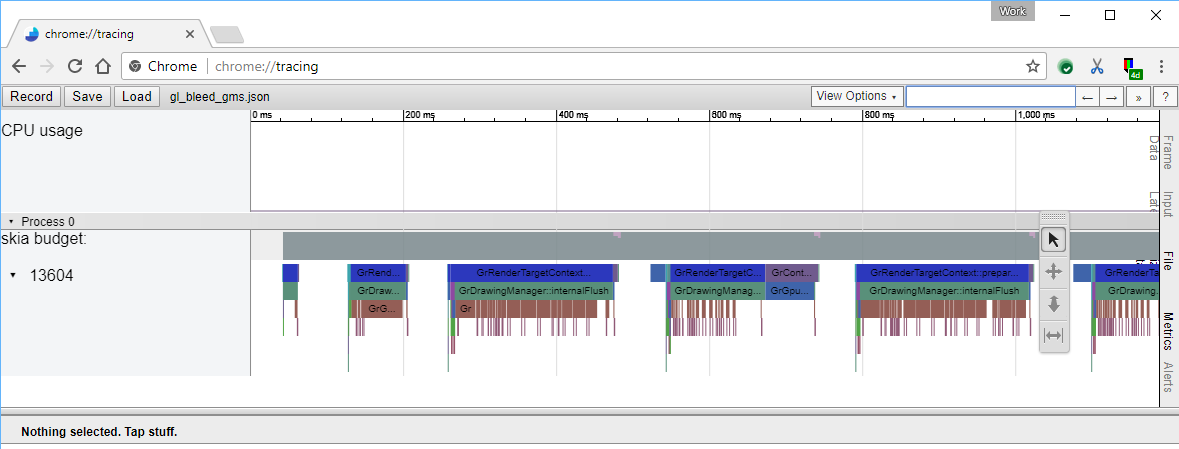 Work
chrome://tracing
Chrome chrome://tracing
4d
Record Save Load gl_bleed_gms.json View Options ← → » ?
0 ms 200 ms 400 ms 600 ms 800 ms 1,000 ms
CPU usage
Frame Data
Input Late
Process 0
skia budget:
File Size
13604
GrRend... GrRenderTargetContext... GrRenderTargetC... GrCont... GrRenderTargetContext::prepar... GrRenderTa
GrDraw... GrDrawingManager::internalFlush GrDrawingManag... GrGpu... GrDrawingManager::internalFlush GrDrawing...
GrG... Gr
Metrics
Alerts
Nothing selected. Tap stuff.